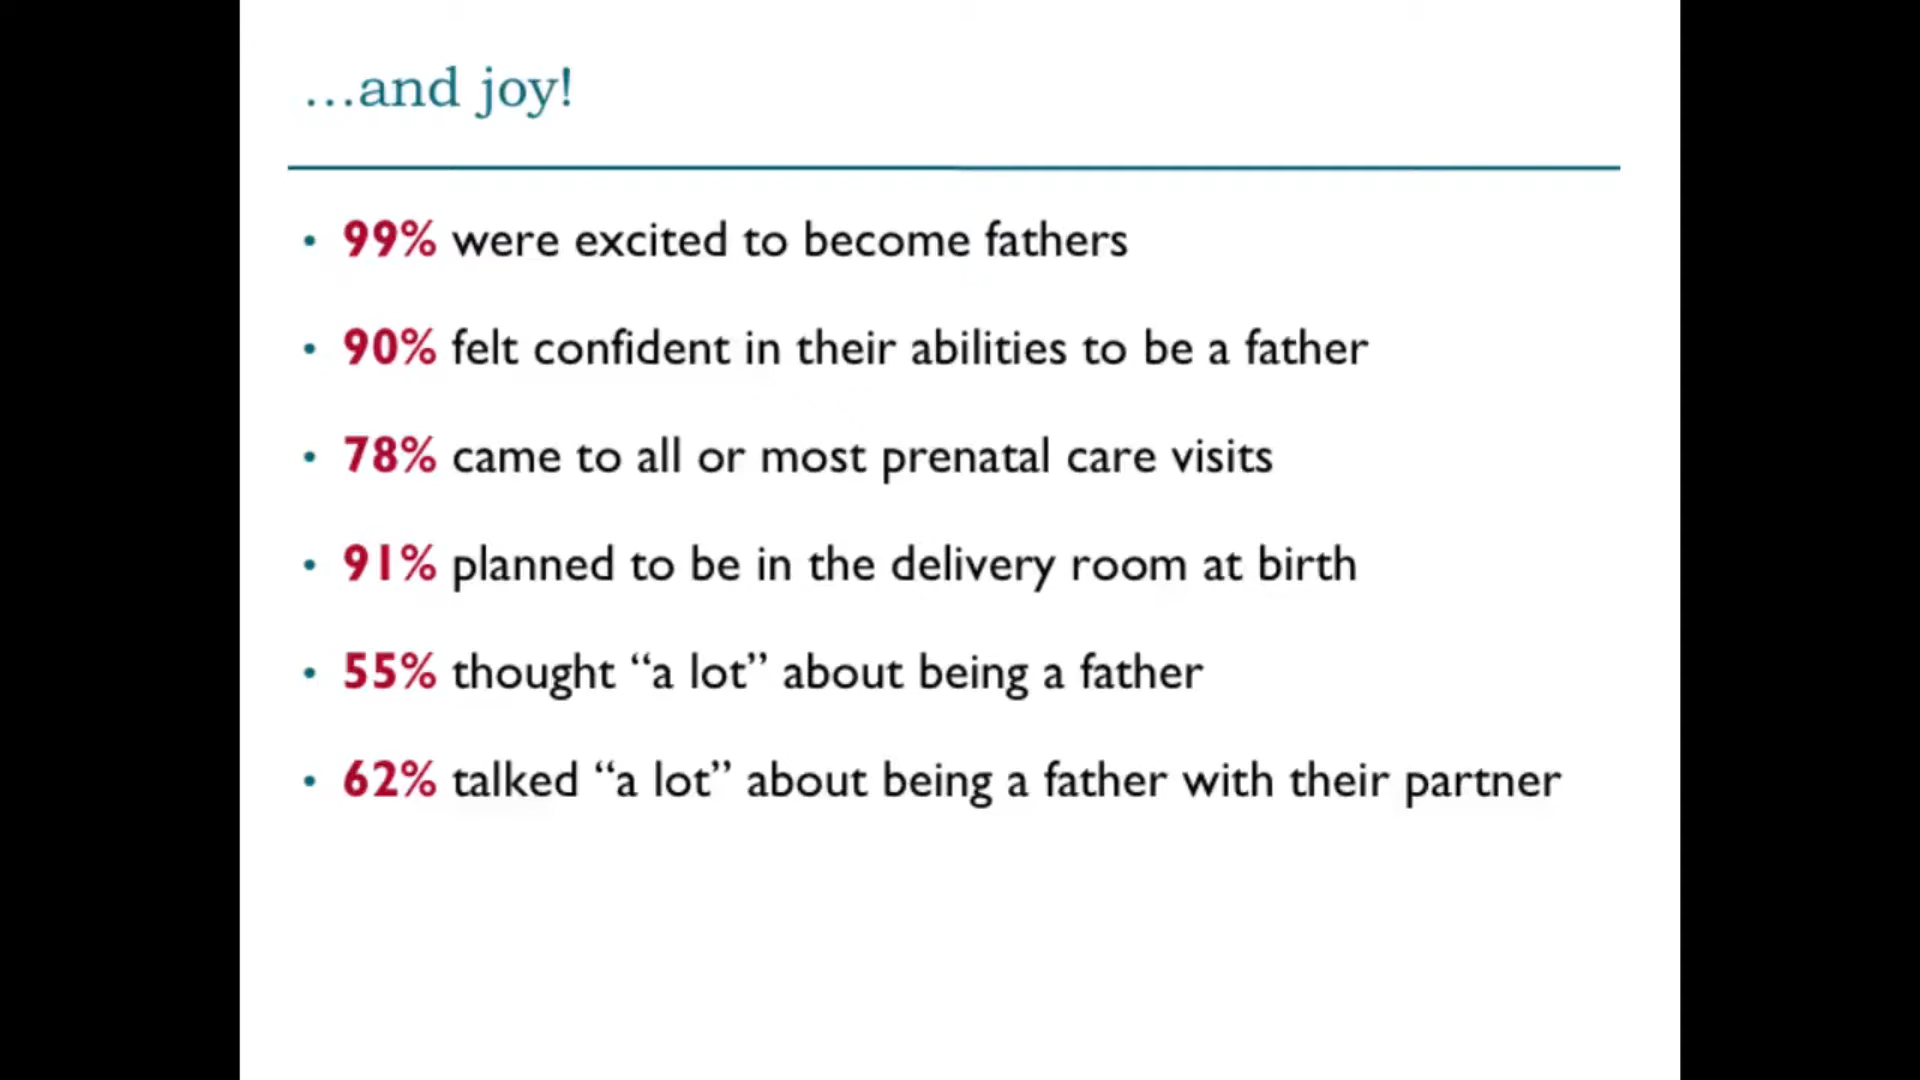 ...and joy!
• 99% were excited to become fathers
• 90% felt confident in their abilities to be a father
• 78% came to all or most prenatal care visits
• 91% planned to be in the delivery room at birth
• 55% thought “a lot” about being a father
• 62% talked “a lot” about being a father with their partner